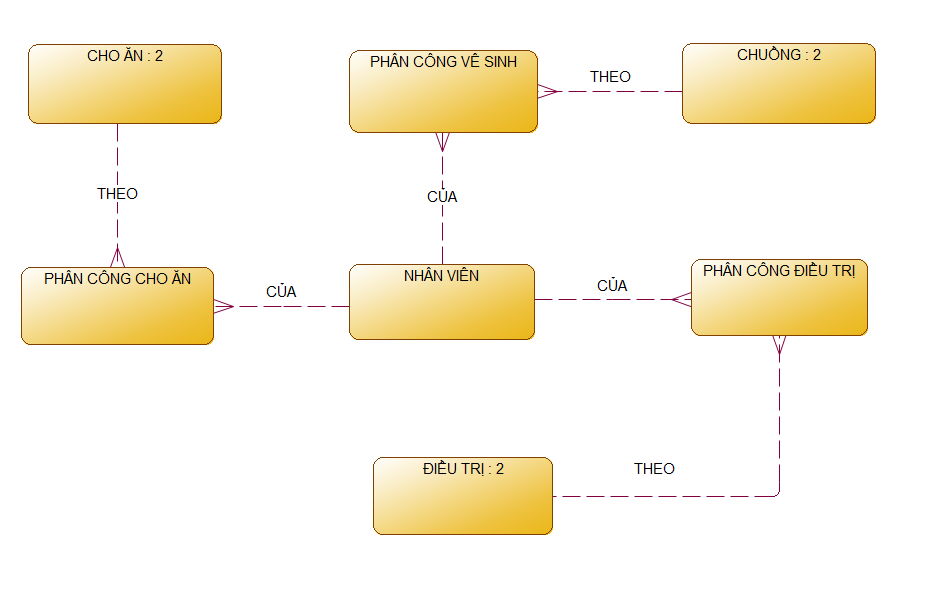 CHO ĂN : 2
PHÂN CÔNG VỆ SINH
THEO
CHUỒNG : 2
THEO
CỦA
PHÂN CÔNG CHO ĂN
CỦA
NHÂN VIÊN
CỦA
PHÂN CÔNG ĐIỀU TRỊ
ĐIỀU TRỊ : 2
THEO